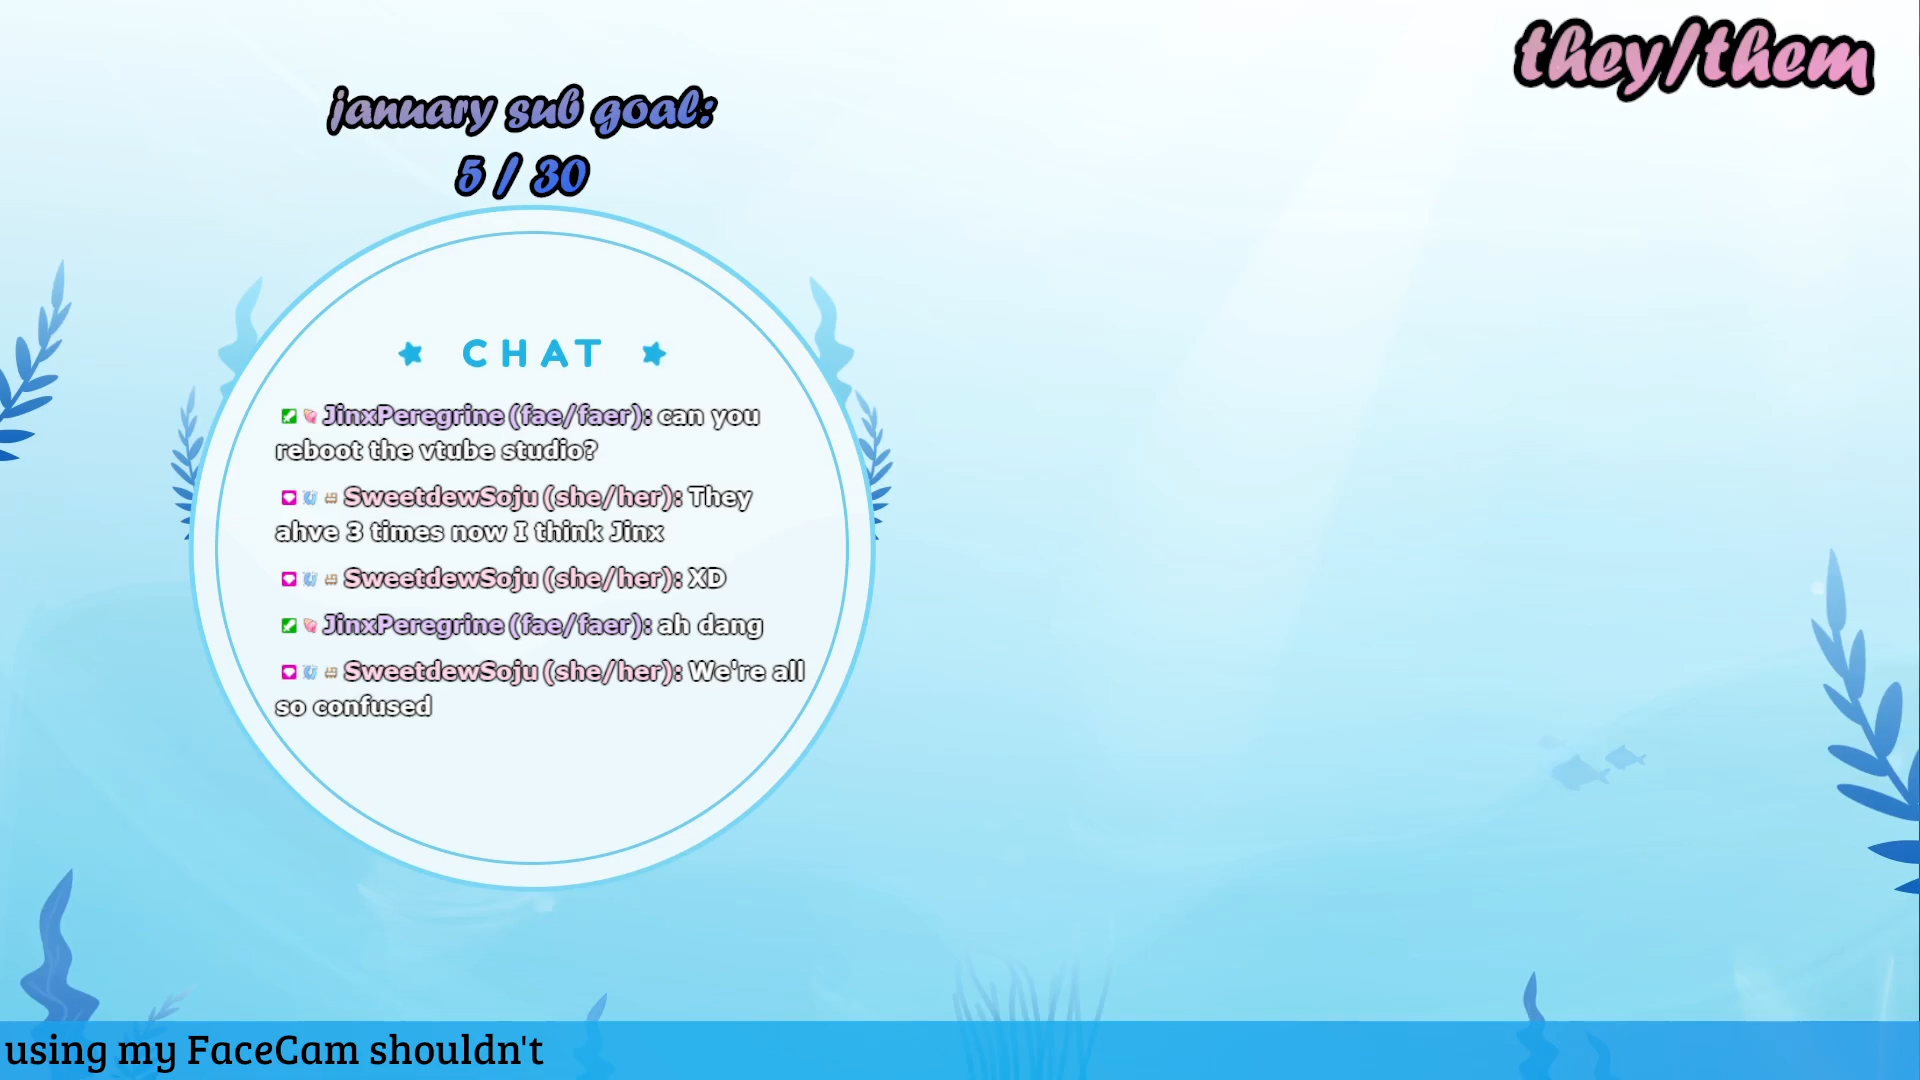 they/them
january sub goal:
5 / 30
CHAT
JinxPeregrine (fae/faer): can you
reboot the vtube studio?
SweetdewSoju (she/her): They
ahve 3 times now I think Jinx
SweetdewSoju (she/her): XD
JinxPeregrine (fae/faer): ah dang
SweetdewSoju (she/her): We're all
so confused
using my FaceCam shouldn't